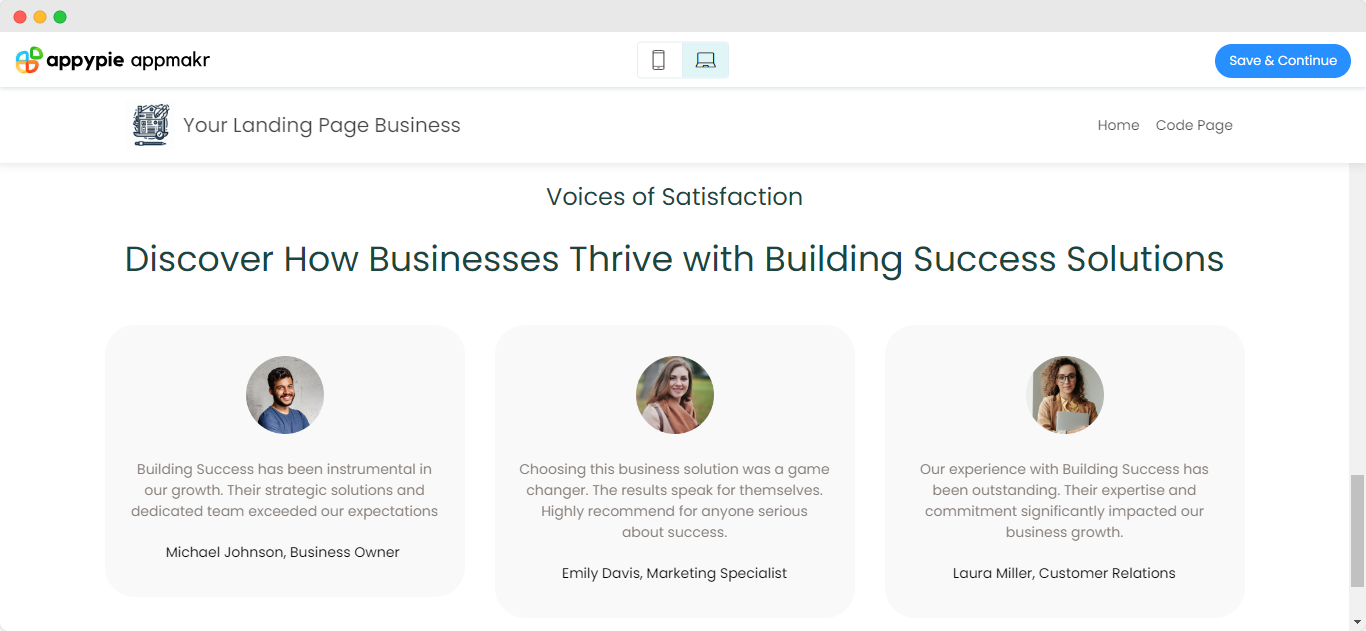 appypie appmakr
Save & Continue
Your Landing Page Business
Home Code Page
Voices of Satisfaction
Discover How Businesses Thrive with Building Success Solutions
Building Success has been instrumental in
our growth. Their strategic solutions and
dedicated team exceeded our expectations
Michael Johnson, Business Owner
Choosing this business solution was a game
changer. The results speak for themselves.
Highly recommend for anyone serious
about success.
Emily Davis, Marketing Specialist
Our experience with Building Success has
been outstanding. Their expertise and
commitment significantly impacted our
business growth.
Laura Miller, Customer Relations